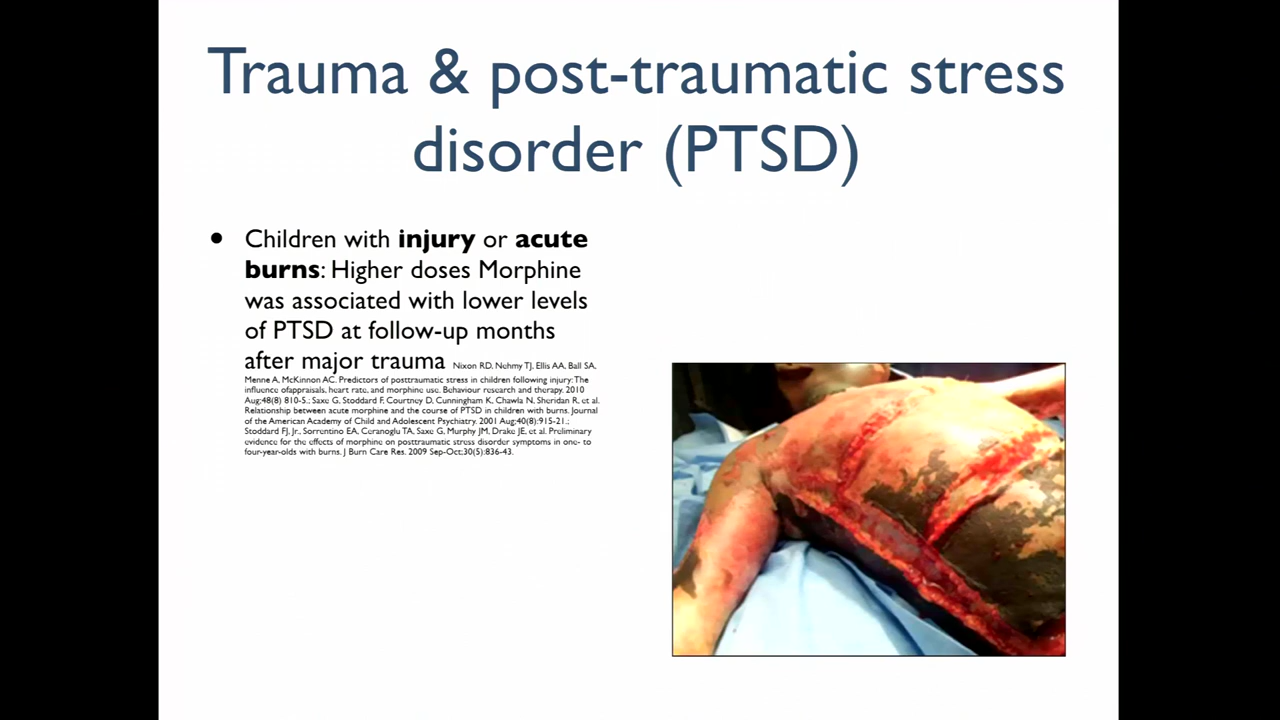 Trauma & post-traumatic stress
disorder (PTSD)
• Children with injury or acute
burns: Higher doses Morphine
was associated with lower levels
of PTSD at follow-up months
after major trauma Nixon RD, Nehmy TJ, Ellis AA, Ball SA,
Menne A, McKinnon AC. Predictors of posttraumatic stress in children following injury: The
influence ofappraisals, heart rate, and morphine use. Behaviour research and therapy. 2010
Aug;48(8) 810-5.; Saxe G, Stoddard F, Courtney D, Cunningham K, Chawla N, Sheridan R, et al.
Relationship between acute morphine and the course of PTSD in children with burns. Journal
of the American Academy of Child and Adolescent Psychiatry. 2001 Aug;40(8):915-21.;
Stoddard FJ, Jr., Sorrentino EA, Ceranoglu TA, Saxe G, Murphy JM, Drake JE, et al. Preliminary
evidence for the effects of morphine on posttraumatic stress disorder symptoms in one- to
four-year-olds with burns. J Burn Care Res. 2009 Sep-Oct;30(5):836-43.